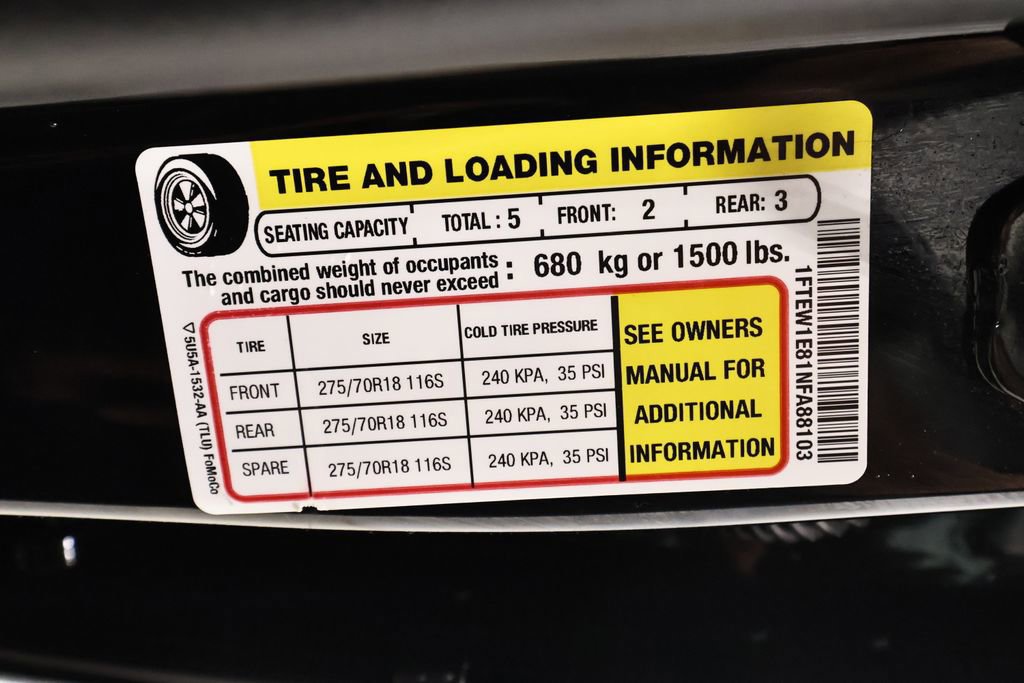 TIRE AND LOADING INFORMATION
SEATING CAPACITY TOTAL : 5 FRONT: 2 REAR: 3
The combined weight of occupants and cargo should never exceed : 680 kg or 1500 lbs.
TIRE SIZE COLD TIRE PRESSURE
FRONT 275/70R18 116S 240 KPA, 35 PSI
REAR 275/70R18 116S 240 KPA, 35 PSI
SPARE 275/70R18 116S 240 KPA, 35 PSI
SEE OWNERS
MANUAL FOR
ADDITIONAL
INFORMATION
5U5A-1532-AA (TLU) FoMoCo
1FTEW1E81NFA88103